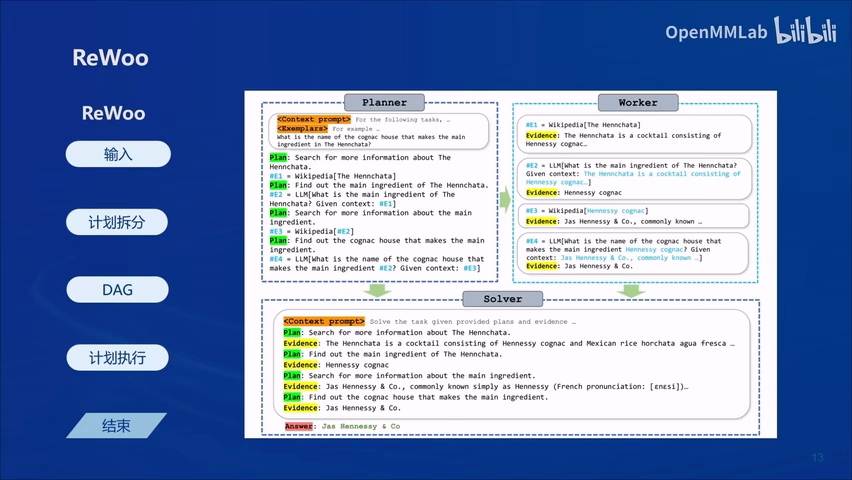 OpenMMLab bilibili
ReWoo
ReWoo
输入
计划拆分
DAG
计划执行
结束
Planner
<Context prompt> For the following tasks, …
<Exemplars> For example …
What is the name of the cognac house that makes the main
ingredient in The Hennchata?
Plan: Search for more information about The
Hennchata.
#E1 = Wikipedia[The Hennchata]
Plan: Find out the main ingredient of The Hennchata.
#E2 = LLM[What is the main ingredient of The
Hennchata? Given context: #E1]
Plan: Search for more information about the main
ingredient.
#E3 = Wikipedia[#E2]
Plan: Find out the cognac house that makes the main
ingredient.
#E4 = LLM[What is the name of the cognac house that
makes the main ingredient #E2? Given context: #E3]
Worker
#E1 = Wikipedia[The Hennchata]
Evidence: The Hennchata is a cocktail consisting of
Hennessy cognac…
#E2 = LLM[What is the main ingredient of The Hennchata?
Given context: The Hennchata is a cocktail consisting of
Hennessy cognac…]
Evidence: Hennessy cognac
#E3 = Wikipedia[Hennessy cognac]
Evidence: Jas Hennessy & Co., commonly known …
#E4 = LLM[What is the name of the cognac house that
makes the main ingredient Hennessy cognac? Given
context: Jas Hennessy & Co., commonly known …]
Evidence: Jas Hennessy & Co.
Solver
<Context prompt> Solve the task given provided plans and evidence …
Plan: Search for more information about The Hennchata.
Evidence: The Hennchata is a cocktail consisting of Hennessy cognac and Mexican rice horchata agua fresca …
Plan: Find out the main ingredient of The Hennchata.
Evidence: Hennessy cognac
Plan: Search for more information about the main ingredient.
Evidence: Jas Hennessy & Co., commonly known simply as Hennessy (French pronunciation: [ɛnɛsi])…
Plan: Find out the cognac house that makes the main ingredient.
Evidence: Jas Hennessy & Co.
Answer: Jas Hennessy & Co
13